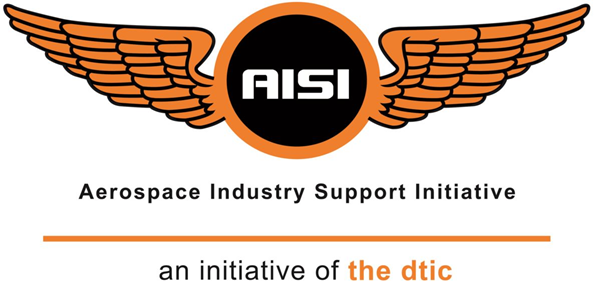 AISI
Aerospace Industry Support Initiative
an initiative of the dtic